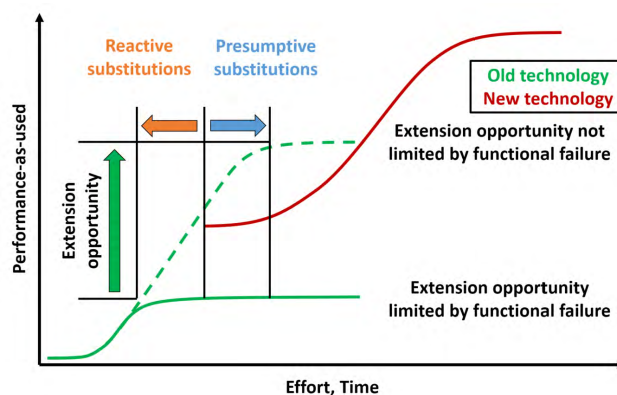 Reactive
substitutions
Presumptive
substitutions
Old technology
New technology
Extension opportunity not
limited by functional failure
Extension
opportunity
Performance-as-used
Extension opportunity
limited by functional failure
Effort, Time